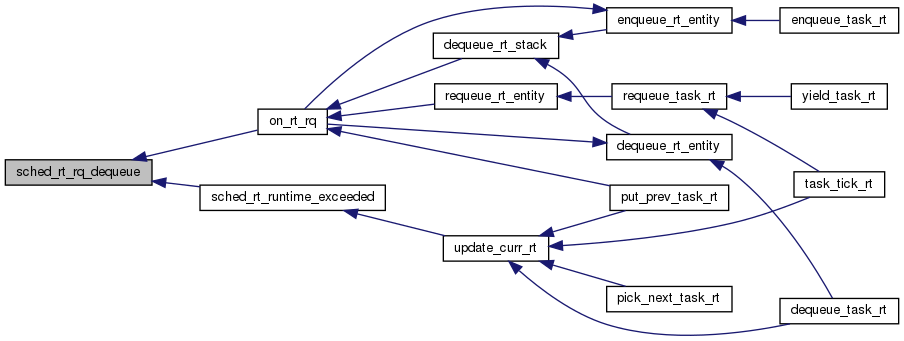 enqueue_rt_entity
enqueue_task_rt
dequeue_rt_stack
requeue_rt_entity
requeue_task_rt
yield_task_rt
on_rt_rq
dequeue_rt_entity
sched_rt_rq_dequeue
task_tick_rt
sched_rt_runtime_exceeded
put_prev_task_rt
update_curr_rt
pick_next_task_rt
dequeue_task_rt